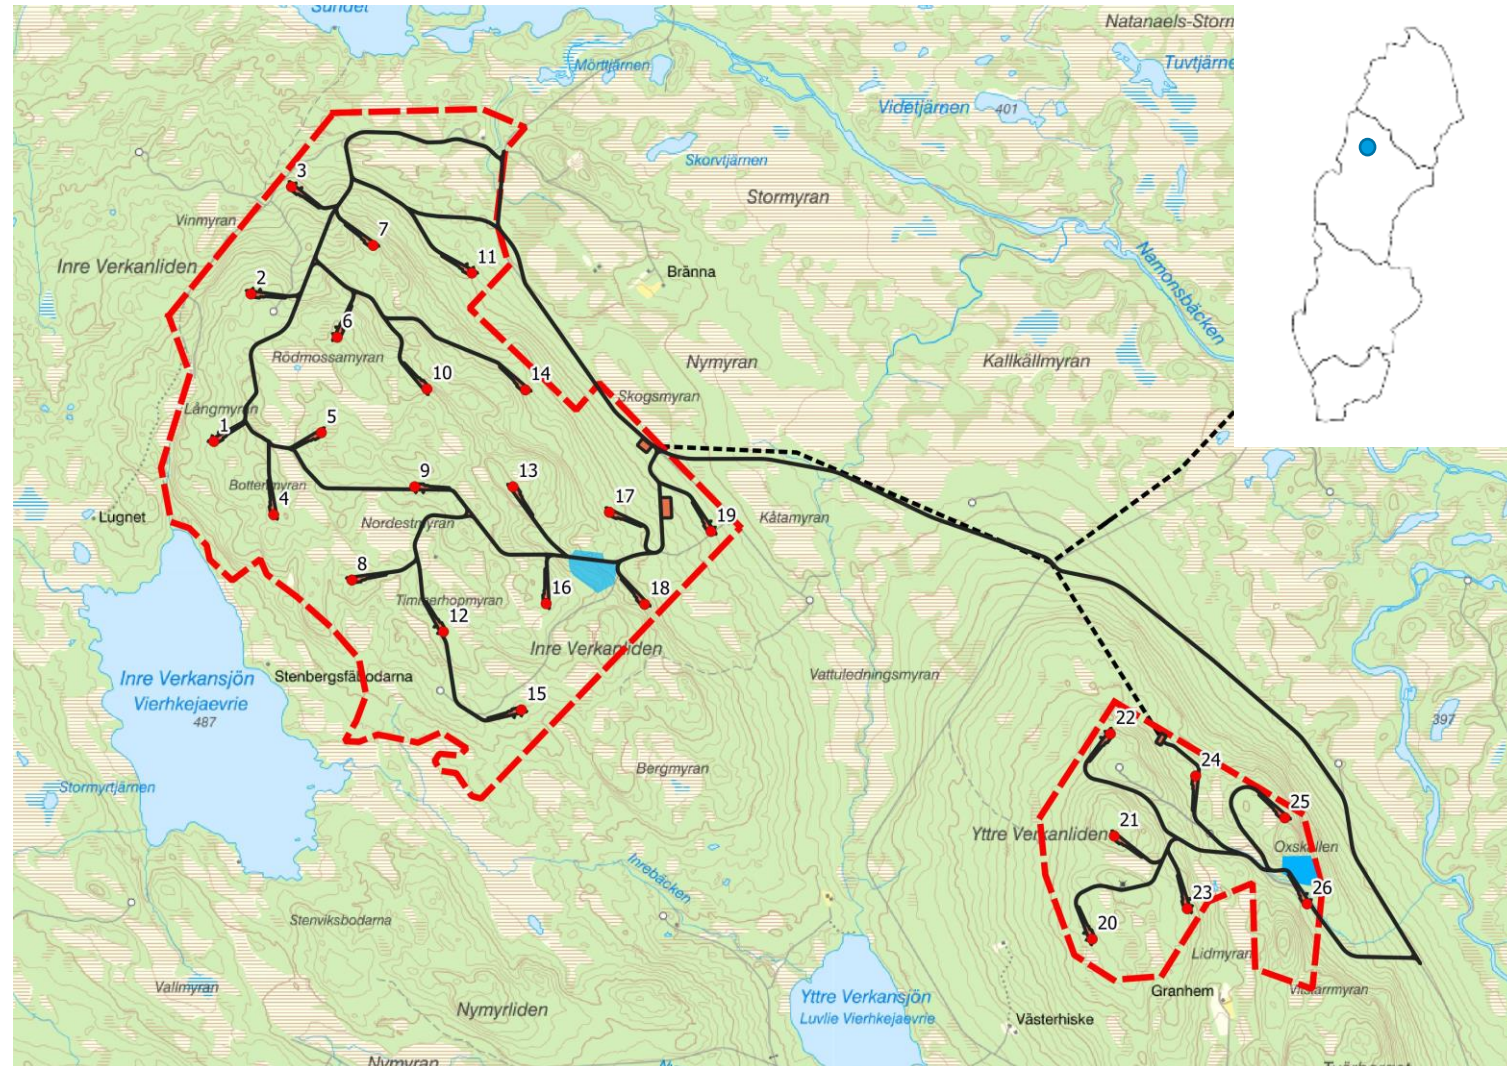 Sundet
Natanaels-Storm
Mörttjärnen
Tuvtjärne
Videtjärnen
401
Skorvtjärnen
3
Stormyran
Vinmyran
7
Namonsbäcken
Inre Verkanliden
11
Bränna
2
6
Rödmossamyran
Nymyran
Kallkällmyran
10
14
Skogsmyran
Långmyran
1
5
9
13
Bottenmyran
4
17
Lugnet
Nordestmyran
19
Kåtamyran
8
16
18
Timmerhopmyran
12
Inre Verkanliden
Inre Verkansjön
Vierhkejaevrie
487
Stenbergsfäbodarna
Vattuledningsmyran
15
22
397
Bergmyran
24
Stormyrtjärnen
25
21
Yttre Verkanliden
Oxskallen
Inrebäcken
26
23
Stenviksbodarna
20
Lidmyran
Vallmyran
Granhem
Yttre Verkansjön
Luvlie Vierhkejaevrie
Nymyrliden
Västerhiske
Nymyran